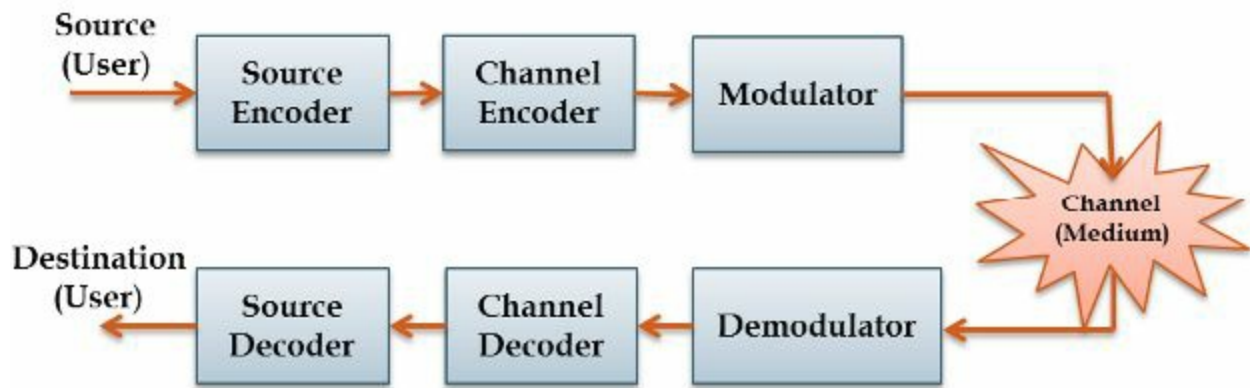 Source
(User)
Source
Encoder
Channel
Encoder
Modulator
Channel
(Medium)
Destination
(User)
Source
Decoder
Channel
Decoder
Demodulator